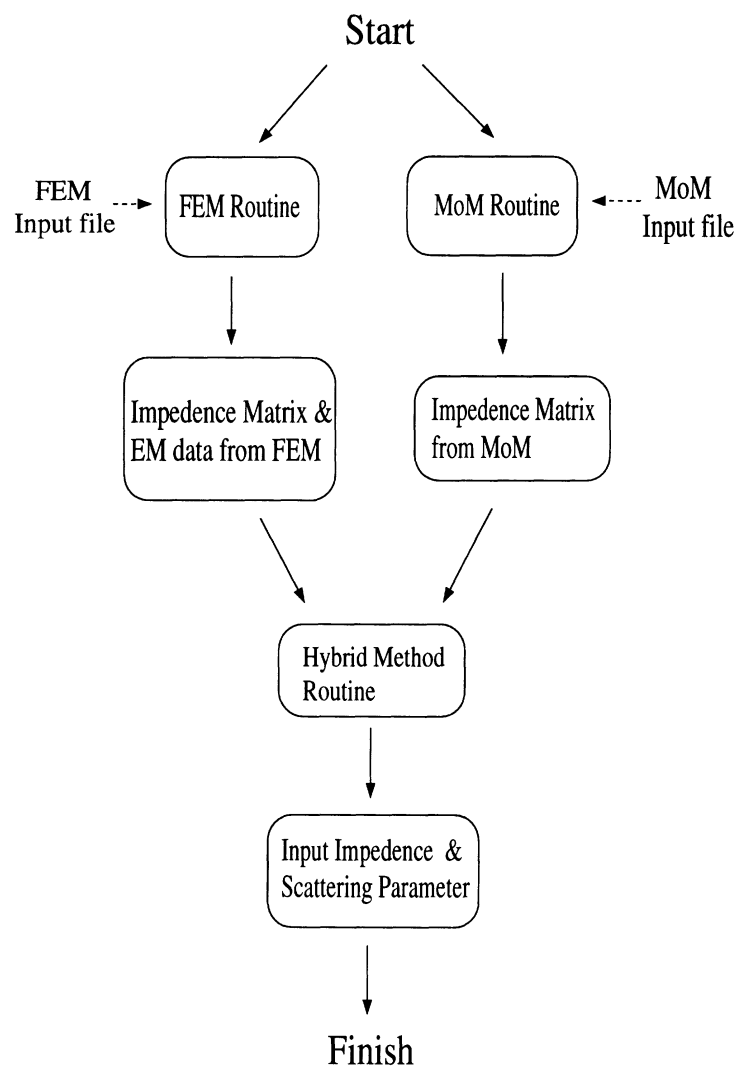 Start
FEM
Input file
FEM Routine
MoM Routine
MoM
Input file
Impedence Matrix &
EM data from FEM
Impedence Matrix
from MoM
Hybrid Method
Routine
Input Impedence &
Scattering Parameter
Finish